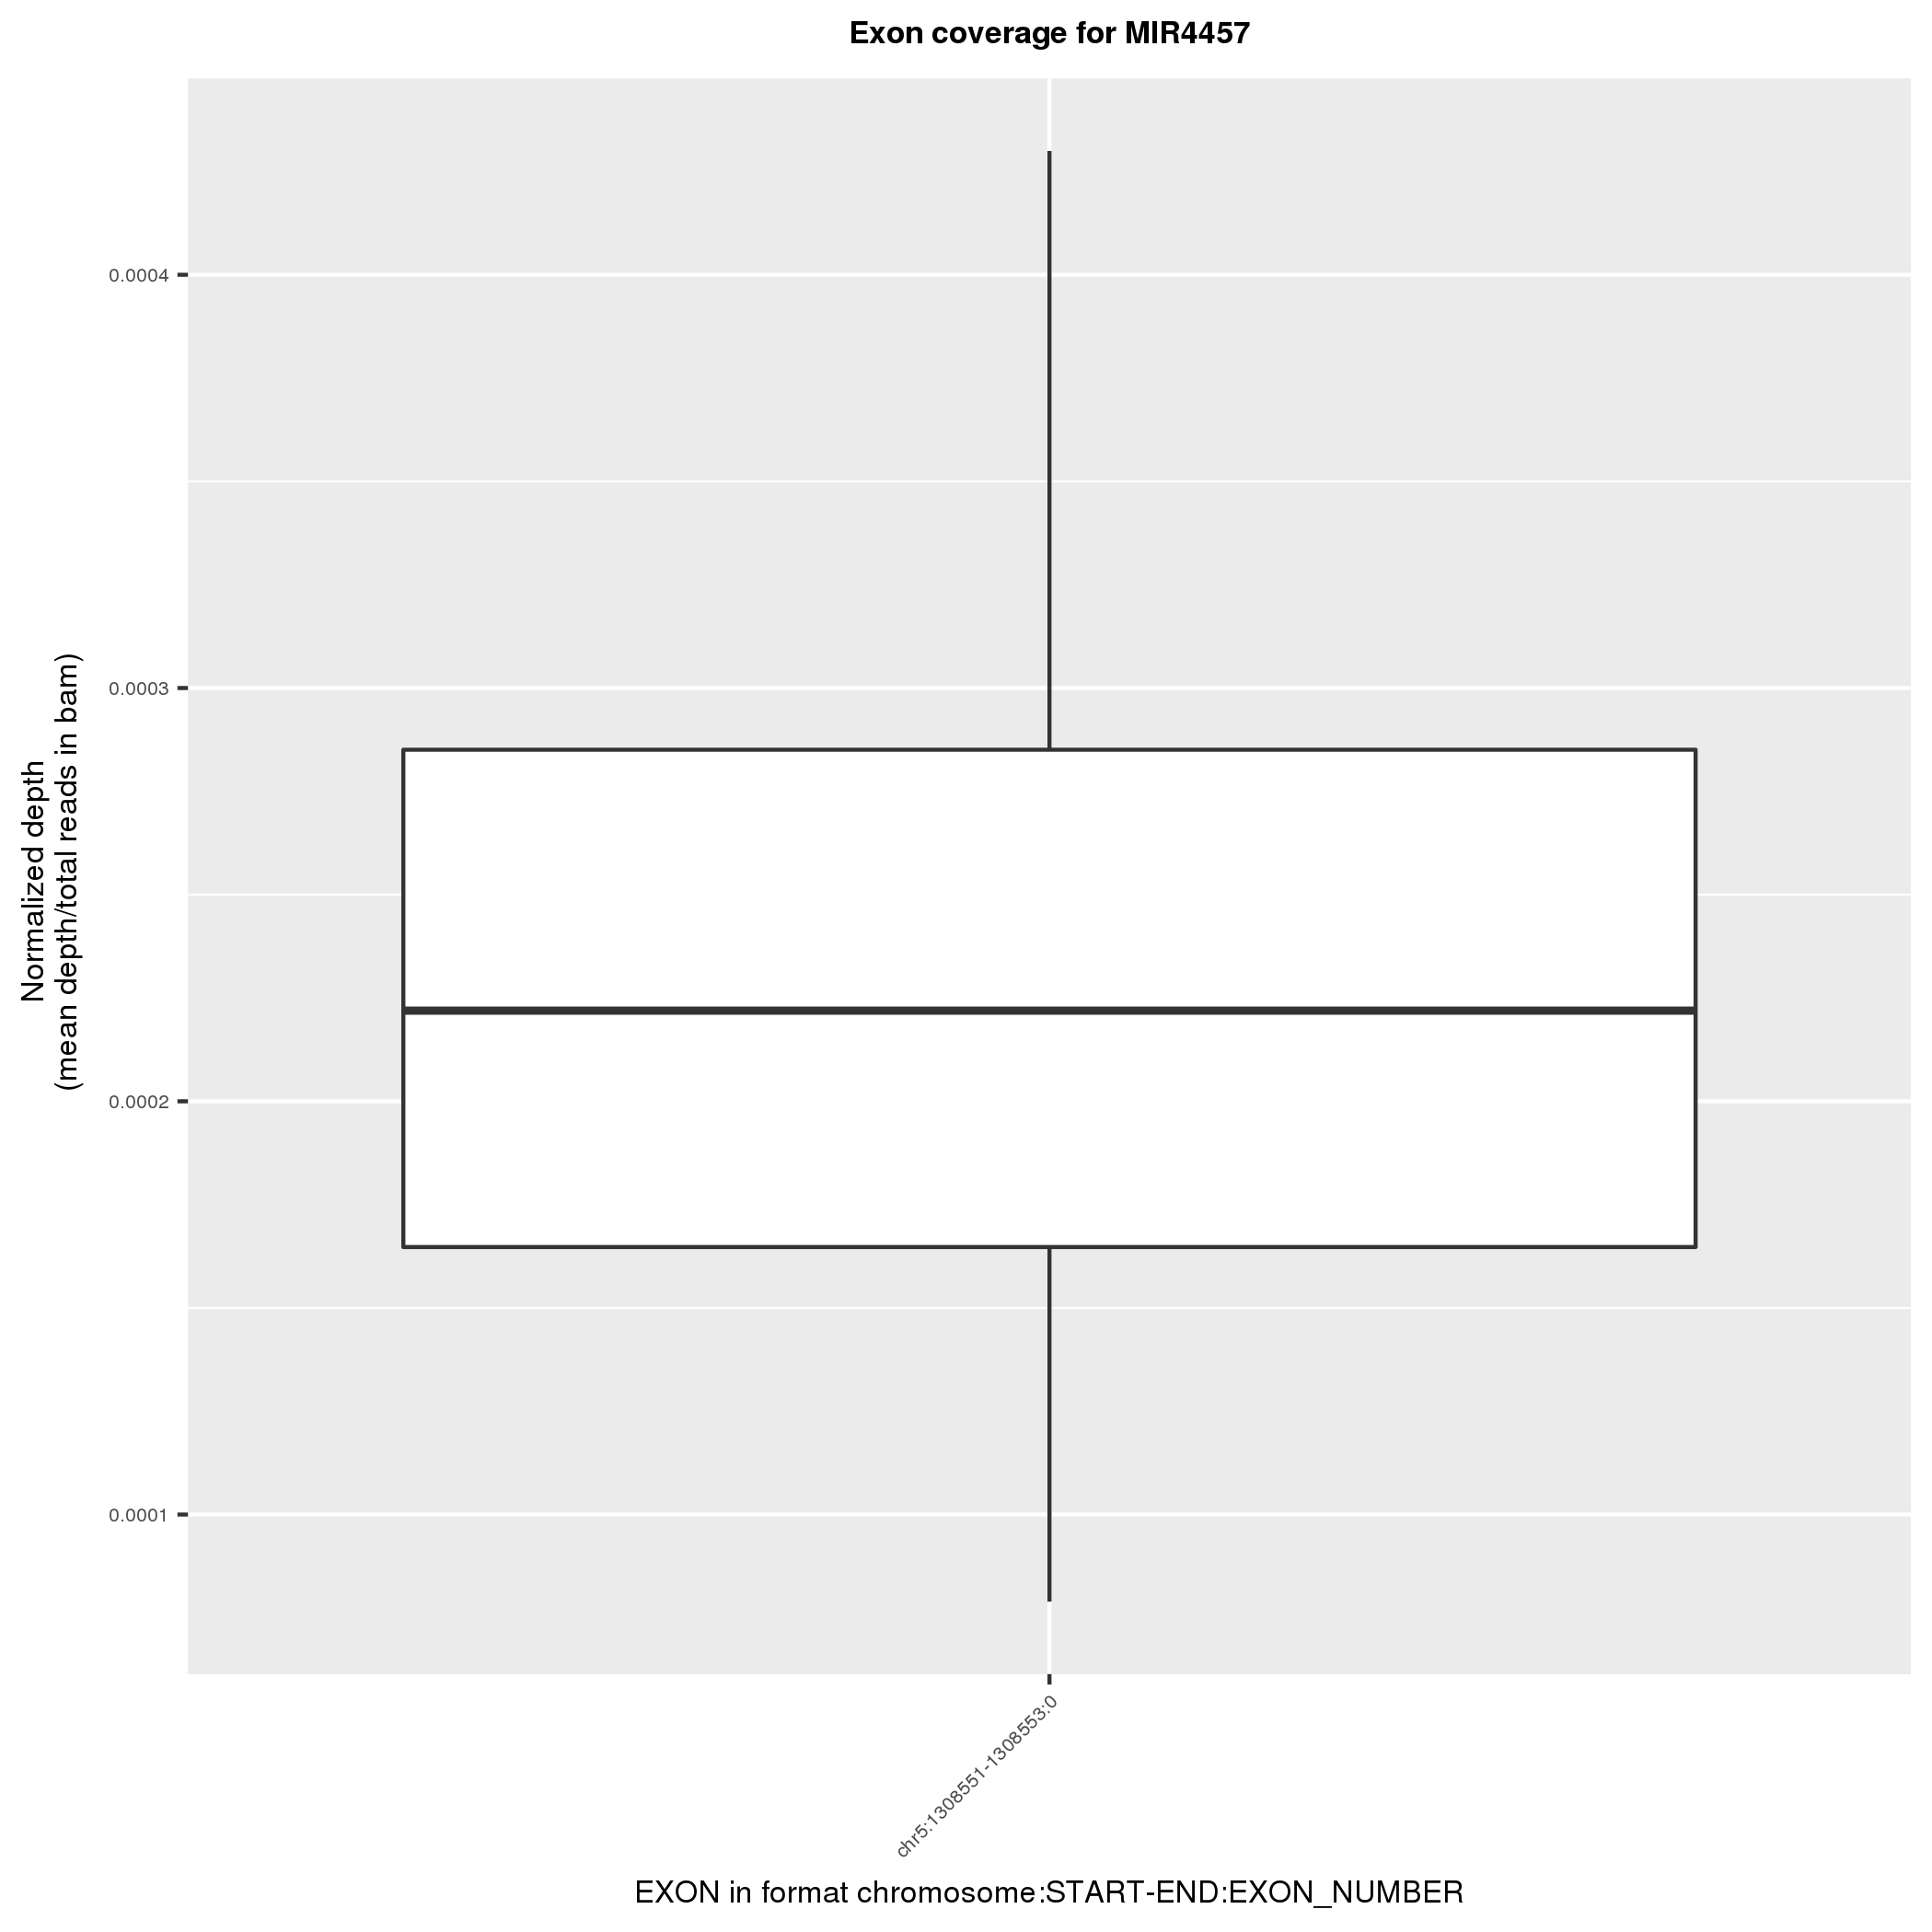 Exon coverage for MIR4457
Normalized depth
(mean depth/total reads in bam)
0.0004
0.0003
0.0002
0.0001
chr5:1308551-1308553:0
EXON in format chromosome:START-END:EXON_NUMBER